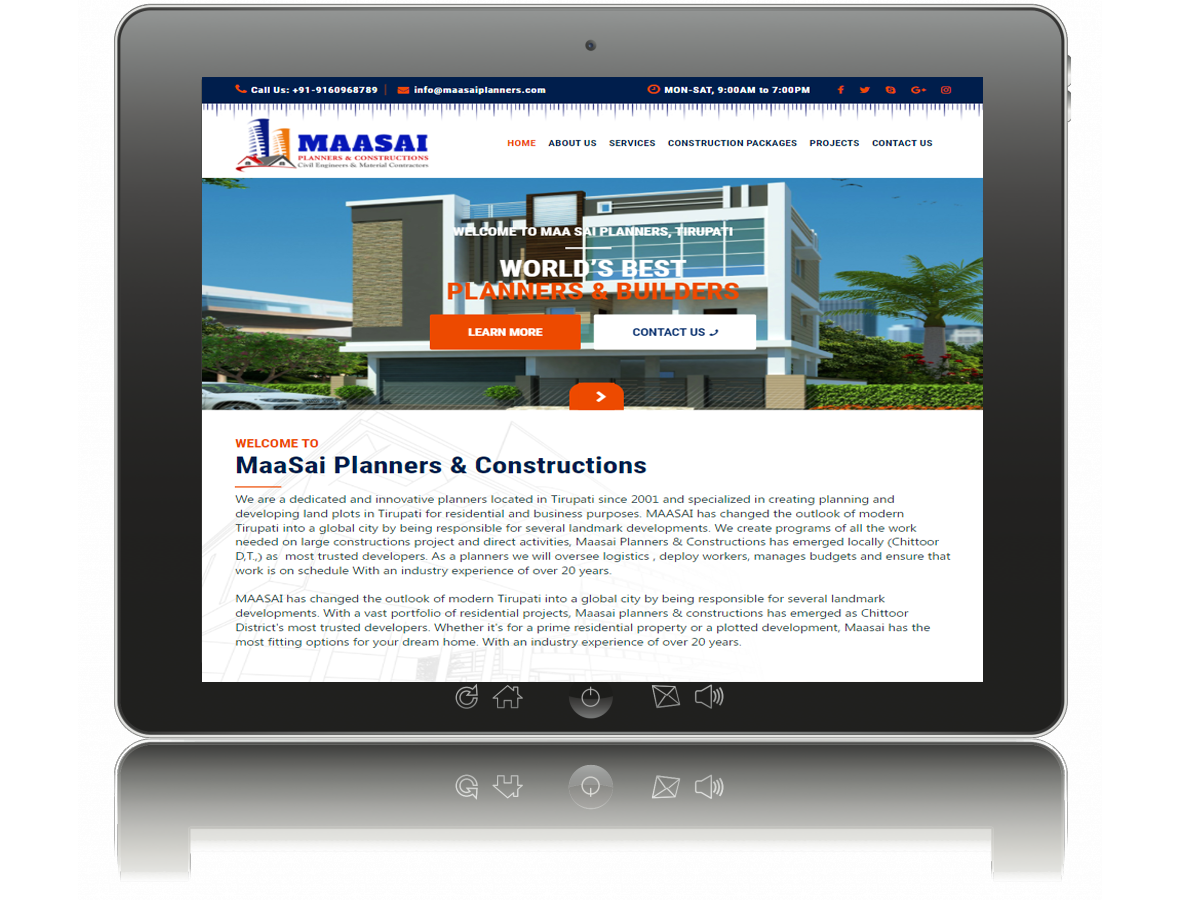 Call Us: +91-9160968789 | info@maasaiplanners.com MON-SAT, 9:00AM to 7:00PM
MAASAI
PLANNERS & CONSTRUCTIONS
Civil Engineers & Material Contractors
HOME ABOUT US SERVICES CONSTRUCTION PACKAGES PROJECTS CONTACT US
WELCOME TO MAA SAI PLANNERS, TIRUPATI
WORLD'S BEST
PLANNERS & BUILDERS
LEARN MORE CONTACT US
WELCOME TO
MaaSai Planners & Constructions
We are a dedicated and innovative planners located in Tirupati since 2001 and specialized in creating planning and
developing land plots in Tirupati for residential and business purposes. MAASAI has changed the outlook of modern
Tirupati into a global city by being responsible for several landmark developments. We create programs of all the work
needed on large constructions project and direct activities, Maasai Planners & Constructions has emerged locally (Chittoor
D,T.,) as  most trusted developers. As a planners we will oversee logistics , deploy workers, manages budgets and ensure that
work is on schedule With an industry experience of over 20 years.
MAASAI has changed the outlook of modern Tirupati into a global city by being responsible for several landmark
developments. With a vast portfolio of residential projects, Maasai planners & constructions has emerged as Chittoor
District's most trusted developers. Whether it's for a prime residential property or a plotted development, Maasai has the
most fitting options for your dream home. With an industry experience of over 20 years.